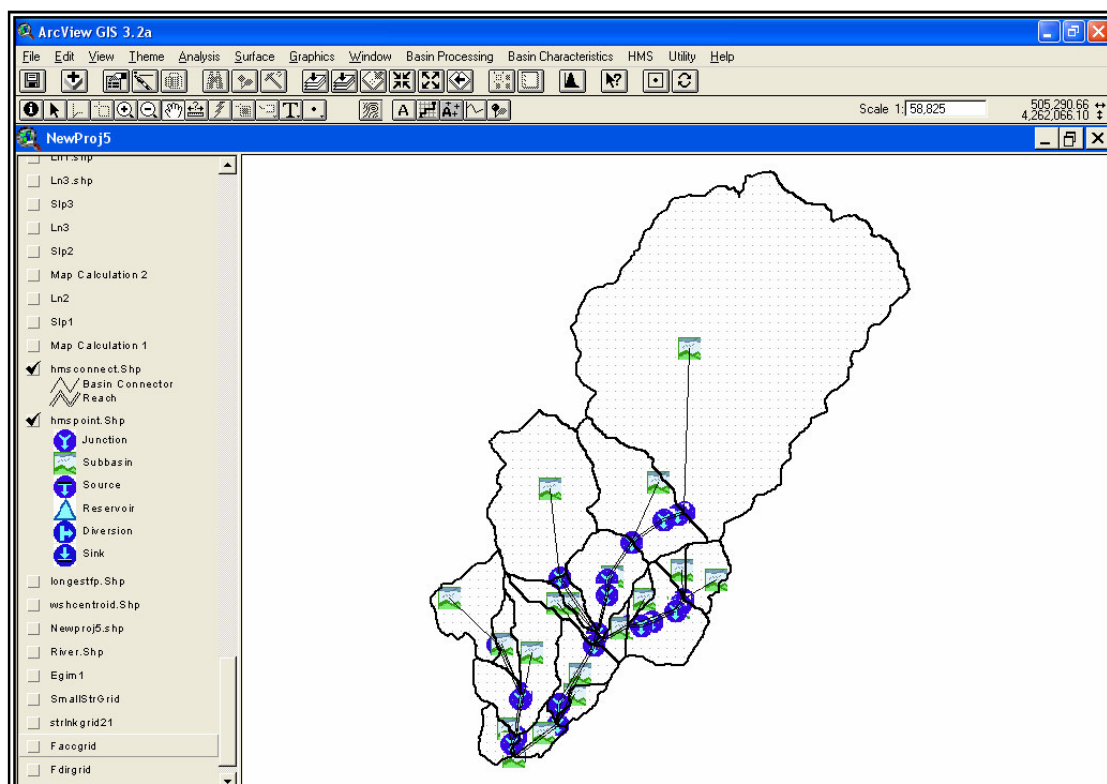 ArcView GIS 3.2a
File Edit View Theme Analysis Surface Graphics Window Basin Processing Basin Characteristics HMS Utility Help
Scale 1: 58,825
505,290.66
4,262,066.10
NewProj5
Ln3.shp
Slp3
Ln3
Slp2
Map Calculation 2
Ln2
Slp1
Map Calculation 1
hmsconnect.Shp
Basin Connector
Reach
hmspoint.Shp
Junction
Subbasin
Source
Reservoir
Diversion
Sink
longestfp.Shp
wshcentroid.Shp
Newproj5.shp
River.Shp
Egim1
SmallStrGrid
strlnkgrid21
Faccgrid
Fdirgrid